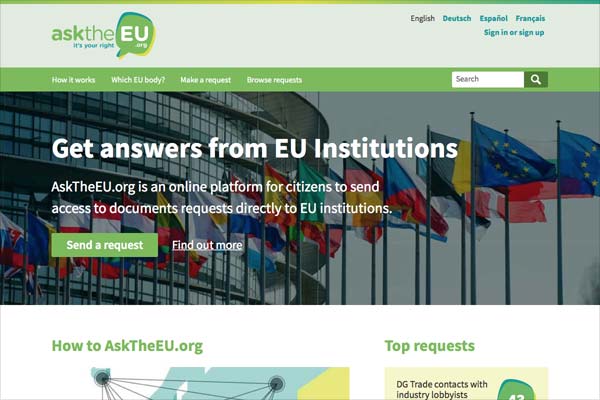 asktheEU
.org
it's your right
English Deutsch Español Français
Sign in or sign up
How it works Which EU body? Make a request Browse requests
Search
Get answers from EU Institutions
AskTheEU.org is an online platform for citizens to send
access to documents requests directly to EU institutions.
Send a request Find out more
How to AskTheEU.org
Top requests
DG Trade contacts with
industry lobbyists